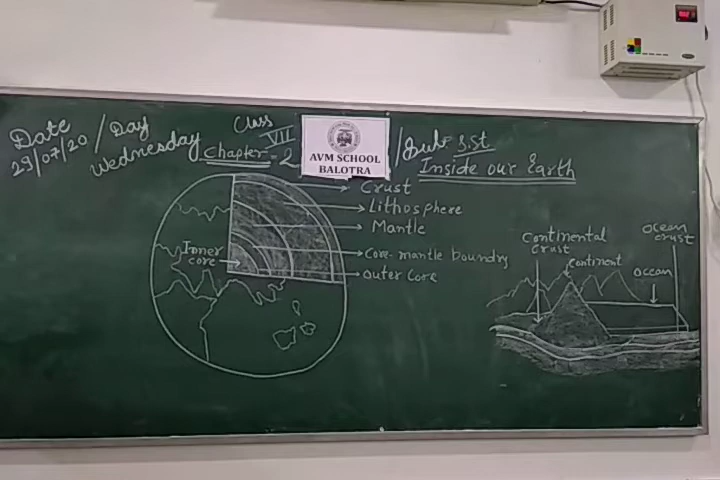 Date / Day
29/07/20 Wednesday
Class
VII
Chapter - 2
AVM SCHOOL
BALOTRA
/ Sub- S.St
Inside our Earth
Crust
Lithosphere
Mantle
Core-mantle boundry
outer core
Inner
core
Continental
crust
Continent
ocean
crust
ocean